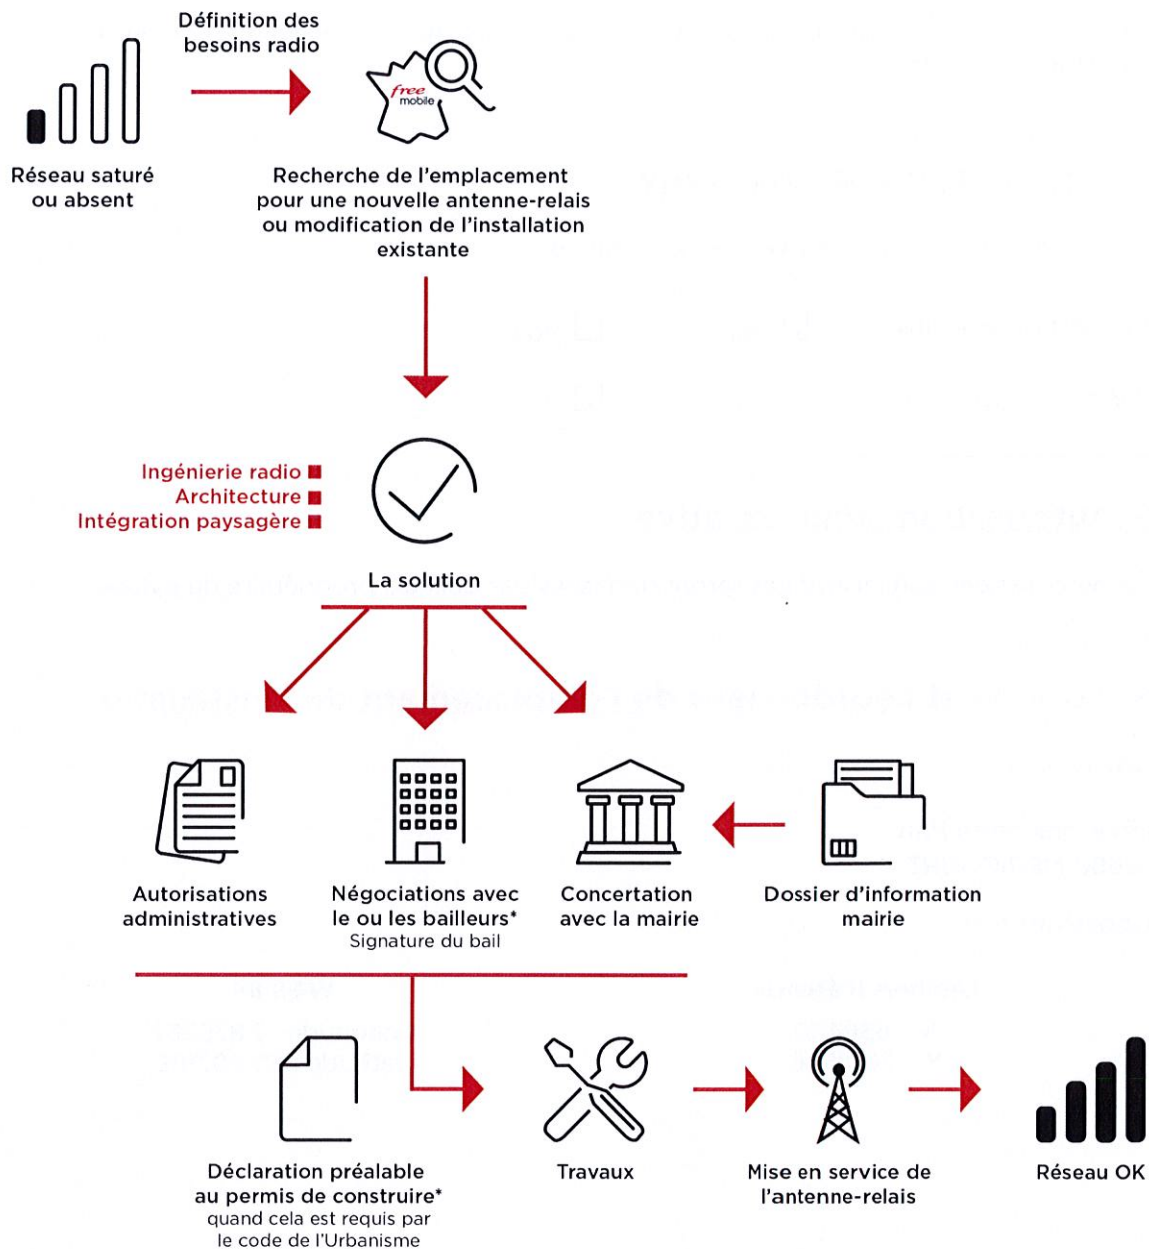 Définition des
besoins radio
free
mobile
Réseau saturé
ou absent
Recherche de l'emplacement
pour une nouvelle antenne-relais
ou modification de l'installation
existante
Ingénierie radio
Architecture
Intégration paysagère
La solution
Autorisations
administratives
Négociations avec
le ou les bailleurs*
Signature du bail
Concertation
avec la mairie
Dossier d'information
mairie
Déclaration préalable
au permis de construire*
quand cela est requis par
le code de l'Urbanisme
Travaux
Mise en service de
l'antenne-relais
Réseau OK